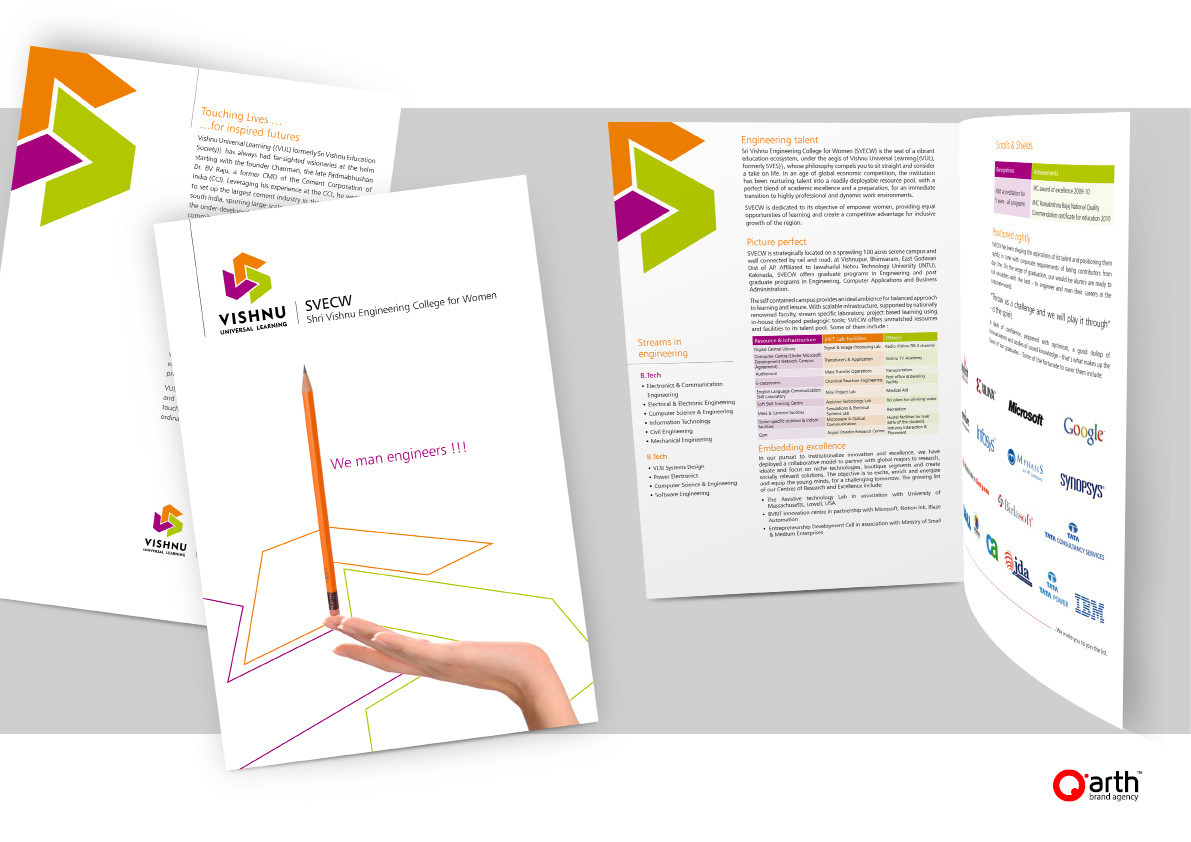 Touching Lives ...
...for inspired futures
Vishnu Universal Learning {(VUL) formerly Sri Vishnu Education
Society)} has always had far-sighted visionaries at the helm
starting with the founder Chairman, the late Padmabhushan
Dr. BV Raju, a former CMD of the Cement Corporation of
India (CCI). Leveraging his experience at the CCI, he
to set up the largest cement industry in
south India, spurring large
the under-develop
VISHNU
UNIVERSAL LEARNING
VISHNU
UNIVERSAL LEARNING
SVECW
Shri Vishnu Engineering College for Women
We man engineers !!!
Streams in
engineering
B.Tech
• Electronics & Communication
Engineering
• Electrical & Electronic Engineering
• Computer Science & Engineering
• Information Technology
• Civil Engineering
• Mechanical Engineering
B.Tech
• VLSI Systems Design
• Power Electronics
• Computer Science & Engineering
• Software Engineering
Engineering talent
Sri Vishnu Engineering College for Women (SVECW) is the seat of a vibrant
education ecosystem, under the aegis of Vishnu Universal Learning{(VUL),
formerly SVES)}, whose philosophy compels you to sit straight and consider
a take on life. In an age of global economic competition, the institution
has been nurturing talent into a readily deployable resource pool, with a
perfect blend of academic excellence and a preparation, for an immediate
transition to highly professional and dynamic work environments.
SVECW is dedicated to its objective of empower women, providing equal
opportunities of learning and create a competitive advantage for inclusive
growth of the region.
Picture perfect
SVECW is strategically located on a sprawling 100 acres serene campus and
well connected by rail and road, at Vishnupur, Bhimvaram, East Godawan
Dist of AP. Affiliated to Jawaharlal Nehru Technology University (JNTU),
Kakinada, SVECW offers graduate programs in Engineering and post
graduate programs in Engineering, Computer Applications and Business
Administration.
The self contained campus provides an ideal ambience for balanced approach
to learning and leisure. With scalable infrastructure, supported by nationally
renowned faculty, stream specific laboratory, project based learning using
in-house developed pedagogic tools; SVECW offers unmatched resources
and facilities to its talent pool. Some of them include :
Resource & Infrastructure 24/7 Lab Facilities Others
Digital Central Library Signal & Image Processing Lab Radio Vishnu 90.4 channel
Computer Centre (Under Microsoft
Development Network Campus
Agreement) Transducers & Application Vishnu TV Academy
Auditorium Mass Transfer Operations Transportation
E-classrooms Chemical Reactive Engineering Post office & Banking
facility
English Language Communication
Skill Laboratory Mini Project Lab Medical Aid
Soft Skill Training Centre Assistive Technology Lab RO plant for drinking water
Mess & Canteen facilities Simulations & Electrical
Systems Lab Recreation
Game-specific outdoor & Indoor
facilities Microwave & Optical
Communication Hostel facilities for over
60% of the students
Gym Anjani Powder Research Centre Industry Interaction &
Placement
Embedding excellence
In our pursuit to institutionalize innovation and excellence, we have
deployed a collaborative model to partner with global majors to research,
ideate and focus on niche technologies, boutique segments and create
socially relevant solutions. The objective is to excite, enrich and energize
and equip the young minds, for a challenging tomorrow. The growing list
of our Centres of Research and Excellence include:
• The Assistive technology Lab in association with University of
Massachusetts, Lowell, USA
• BVRIT innovation centre in partnership with Microsoft, Notion Ink, Blaze
Automation
• Entrepreneurship Development Cell in association with Ministry of Small
& Medium Enterprises
Scrolls & Shields
Recognitions Achievements
NBA accreditation for
5 years - all programs
IMC award of excellence 2009-10
IMC Ramakrishna Bajaj National Quality
Commendation certificate for education 2010
Positioned rightly
SVECW has been shaping the aspirations of its talent and positioning them
rightly in tune with corporate requirements of being contributors from
day one. On the verge of graduation, our would be alumni are ready to
rub shoulders with the best - to engineer and man their careers in the
corporate world.
"Throw us a challenge and we will play it through"
- is the spirit.
A dash of confidence, peppered with optimism, a good dollop of
conceptualization and oodles of sound knowledge - that's what makes up the
form of our graduates - Some of the fortunate to savor them include:
XILINX
Microsoft
Google
Infosys
MPHASIS
SYNOPSYS
Birlasoft
TATA
TATA CONSULTANCY SERVICES
ca
jda
TATA
TATA POWER
IBM
...We invite you to join the list.
arth™
brand agency